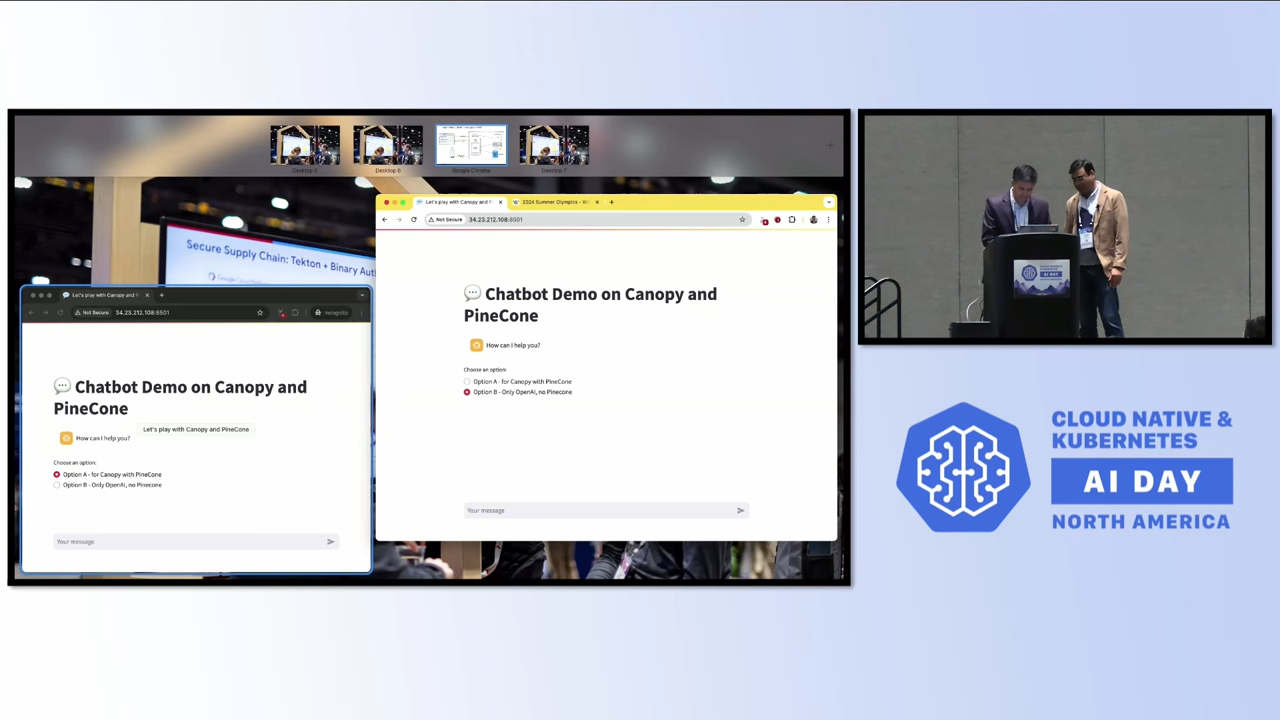 Desktop 5
Desktop 6
Google Chrome
Desktop 7
Secure Supply Chain: Tekton + Binary Auth
Let's play with Canopy and P
Not Secure
34.23.212.108:8501
Incognito
💬 Chatbot Demo on Canopy and
PineCone
How can I help you?
Let's play with Canopy and PineCone
Choose an option:
Option A - for Canopy with PineCone
Option B - Only OpenAI, no Pinecone
Your message
Let's play with Canopy and P
2024 Summer Olympics - Wi
Not Secure
34.23.212.108:8501
💬 Chatbot Demo on Canopy and
PineCone
How can I help you?
Choose an option:
Option A - for Canopy with PineCone
Option B - Only OpenAI, no Pinecone
Your message
AI DAY
CLOUD NATIVE &
KUBERNETES
AI DAY
NORTH AMERICA